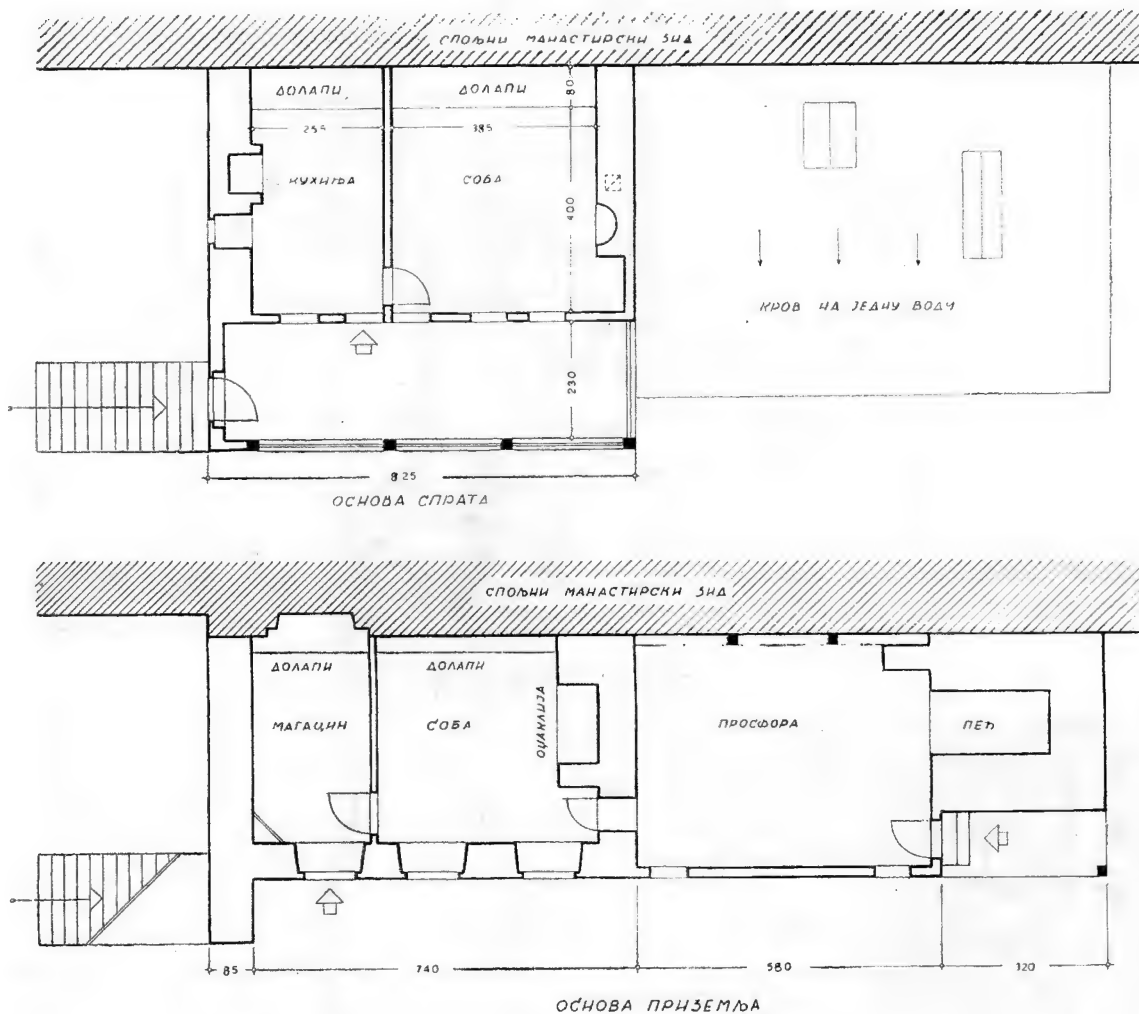 СПОЉНИ МАНАСТИРСКИ ЗИД
ДОЛАПИ
ДОЛАПИ
80
255
385
КУХИЊА
СОБА
400
КРОВ НА ЈЕДНУ ВОДУ
230
825
ОСНОВА СПРАТА
СПОЉНИ МАНАСТИРСКИ ЗИД
ДОЛАПИ
ДОЛАПИ
МАГАЦИН
СОБА
ОЏАКЛИЈА
ПРОСФОРА
ПЕЋ
85
740
580
320
ОСНОВА ПРИЗЕМЉА